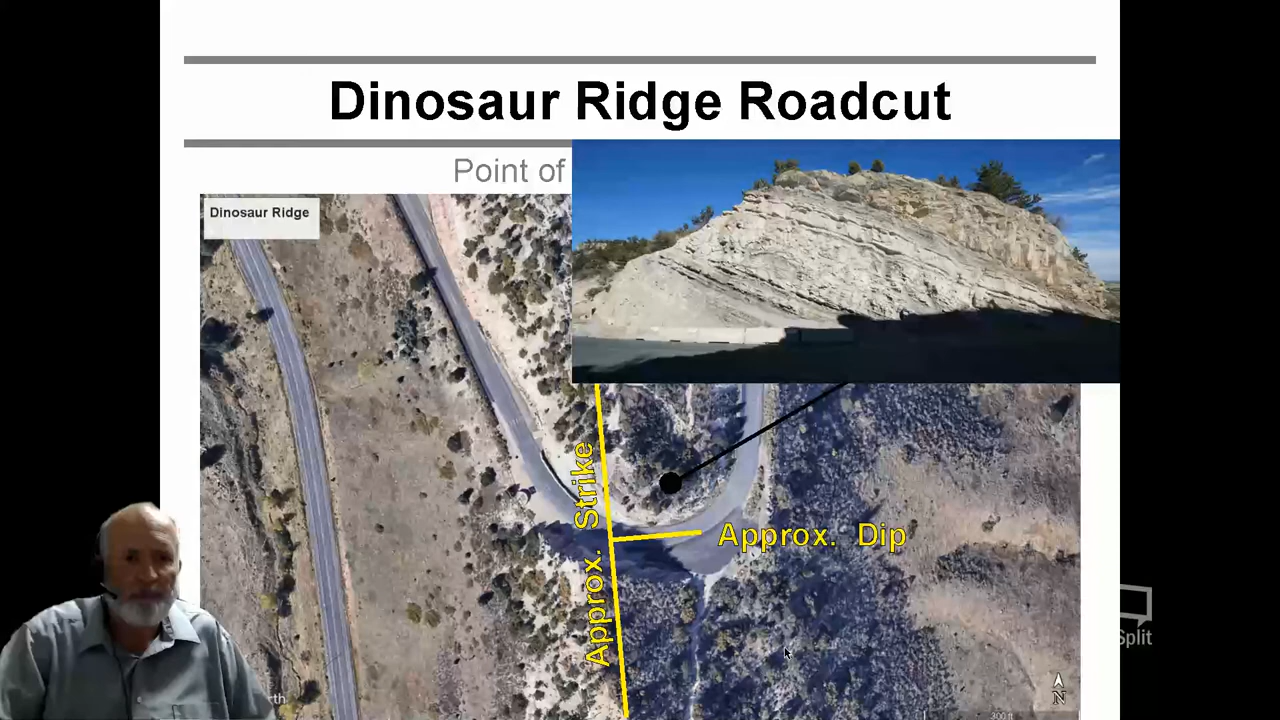 Dinosaur Ridge Roadcut
Point of
Dinosaur Ridge
Approx. Strike
Approx. Dip
Split
N